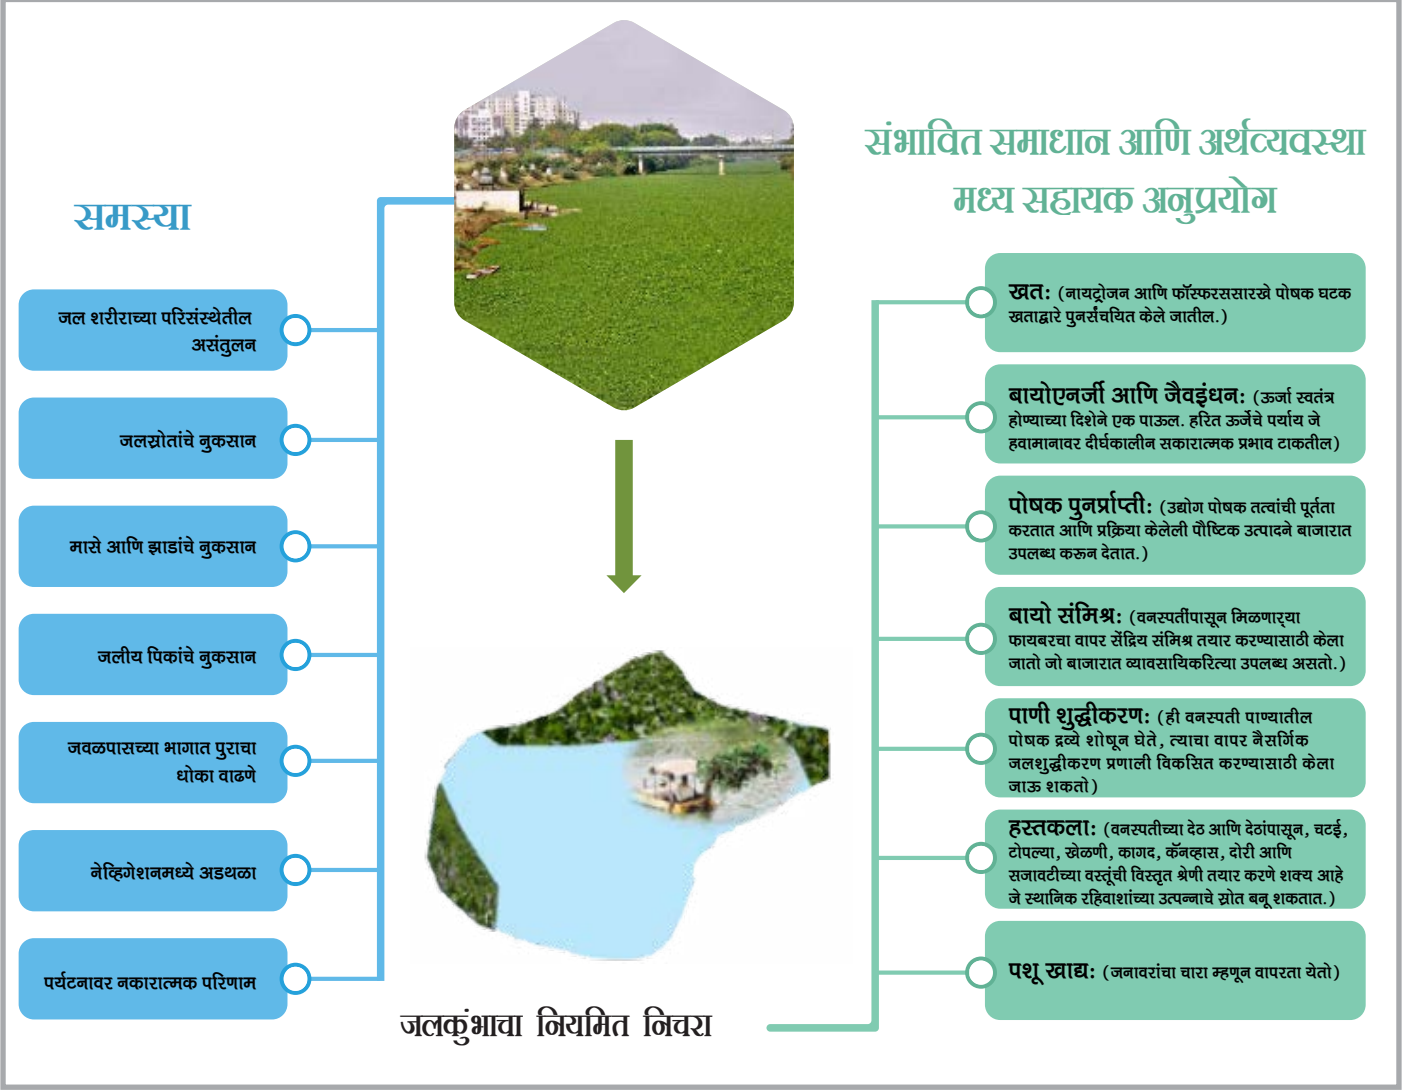 समस्या
जल शरीराच्या परिसंस्थेतील
असंतुलन
जलस्रोतांचे नुकसान
मासे आणि झाडांचे नुकसान
जलीय पिकांचे नुकसान
जवळपासच्या भागात पुराचा
धोका वाढणे
नेव्हिगेशनमध्ये अडथळा
पर्यटनावर नकारात्मक परिणाम
जलकुंभाचा नियमित निचरा
संभावित समाधान आणि अर्थव्यवस्था
मध्य सहायक अनुप्रयोग
खत: (नायट्रोजन आणि फॉस्फरससारखे पोषक घटक
खताद्वारे पुनर्संचयित केले जातील.)
बायोएनर्जी आणि जैवइंधन: (ऊर्जा स्वतंत्र
होण्याच्या दिशेने एक पाऊल. हरित ऊर्जेचे पर्याय जे
हवामानावर दीर्घकालीन सकारात्मक प्रभाव टाकतील)
पोषक पुनर्प्राप्ती: (उद्योग पोषक तत्वांची पूर्तता
करतात आणि प्रक्रिया केलेली पौष्टिक उत्पादने बाजारात
उपलब्ध करून देतात.)
बायो संमिश्र: (वनस्पतींपासून मिळणार्‍या
फायबरचा वापर सेंद्रिय संमिश्र तयार करण्यासाठी केला
जातो जो बाजारात व्यावसायिकरित्या उपलब्ध असतो.)
पाणी शुद्धीकरण: (ही वनस्पती पाण्यातील
पोषक द्रव्ये शोषून घेते, त्याचा वापर नैसर्गिक
जलशुद्धीकरण प्रणाली विकसित करण्यासाठी केला
जाऊ शकतो)
हस्तकला: (वनस्पतीच्या देठ आणि देठांपासून, चटई,
टोपल्या, खेळणी, कागद, कॅनव्हास, दोरी आणि
सजावटीच्या वस्तूंची विस्तृत श्रेणी तयार करणे शक्य आहे
जे स्थानिक रहिवाशांच्या उत्पन्नाचे स्रोत बनू शकतात.)
पशू खाद्य: (जनावरांचा चारा म्हणून वापरता येतो)